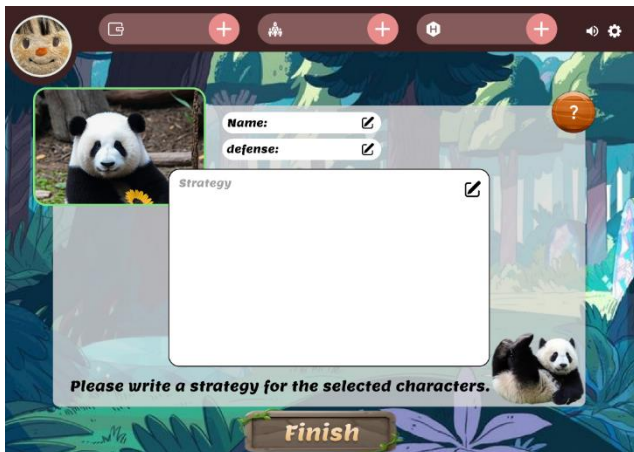 ?
Name:
defense:
Strategy
Please write a strategy for the selected characters.
Finish